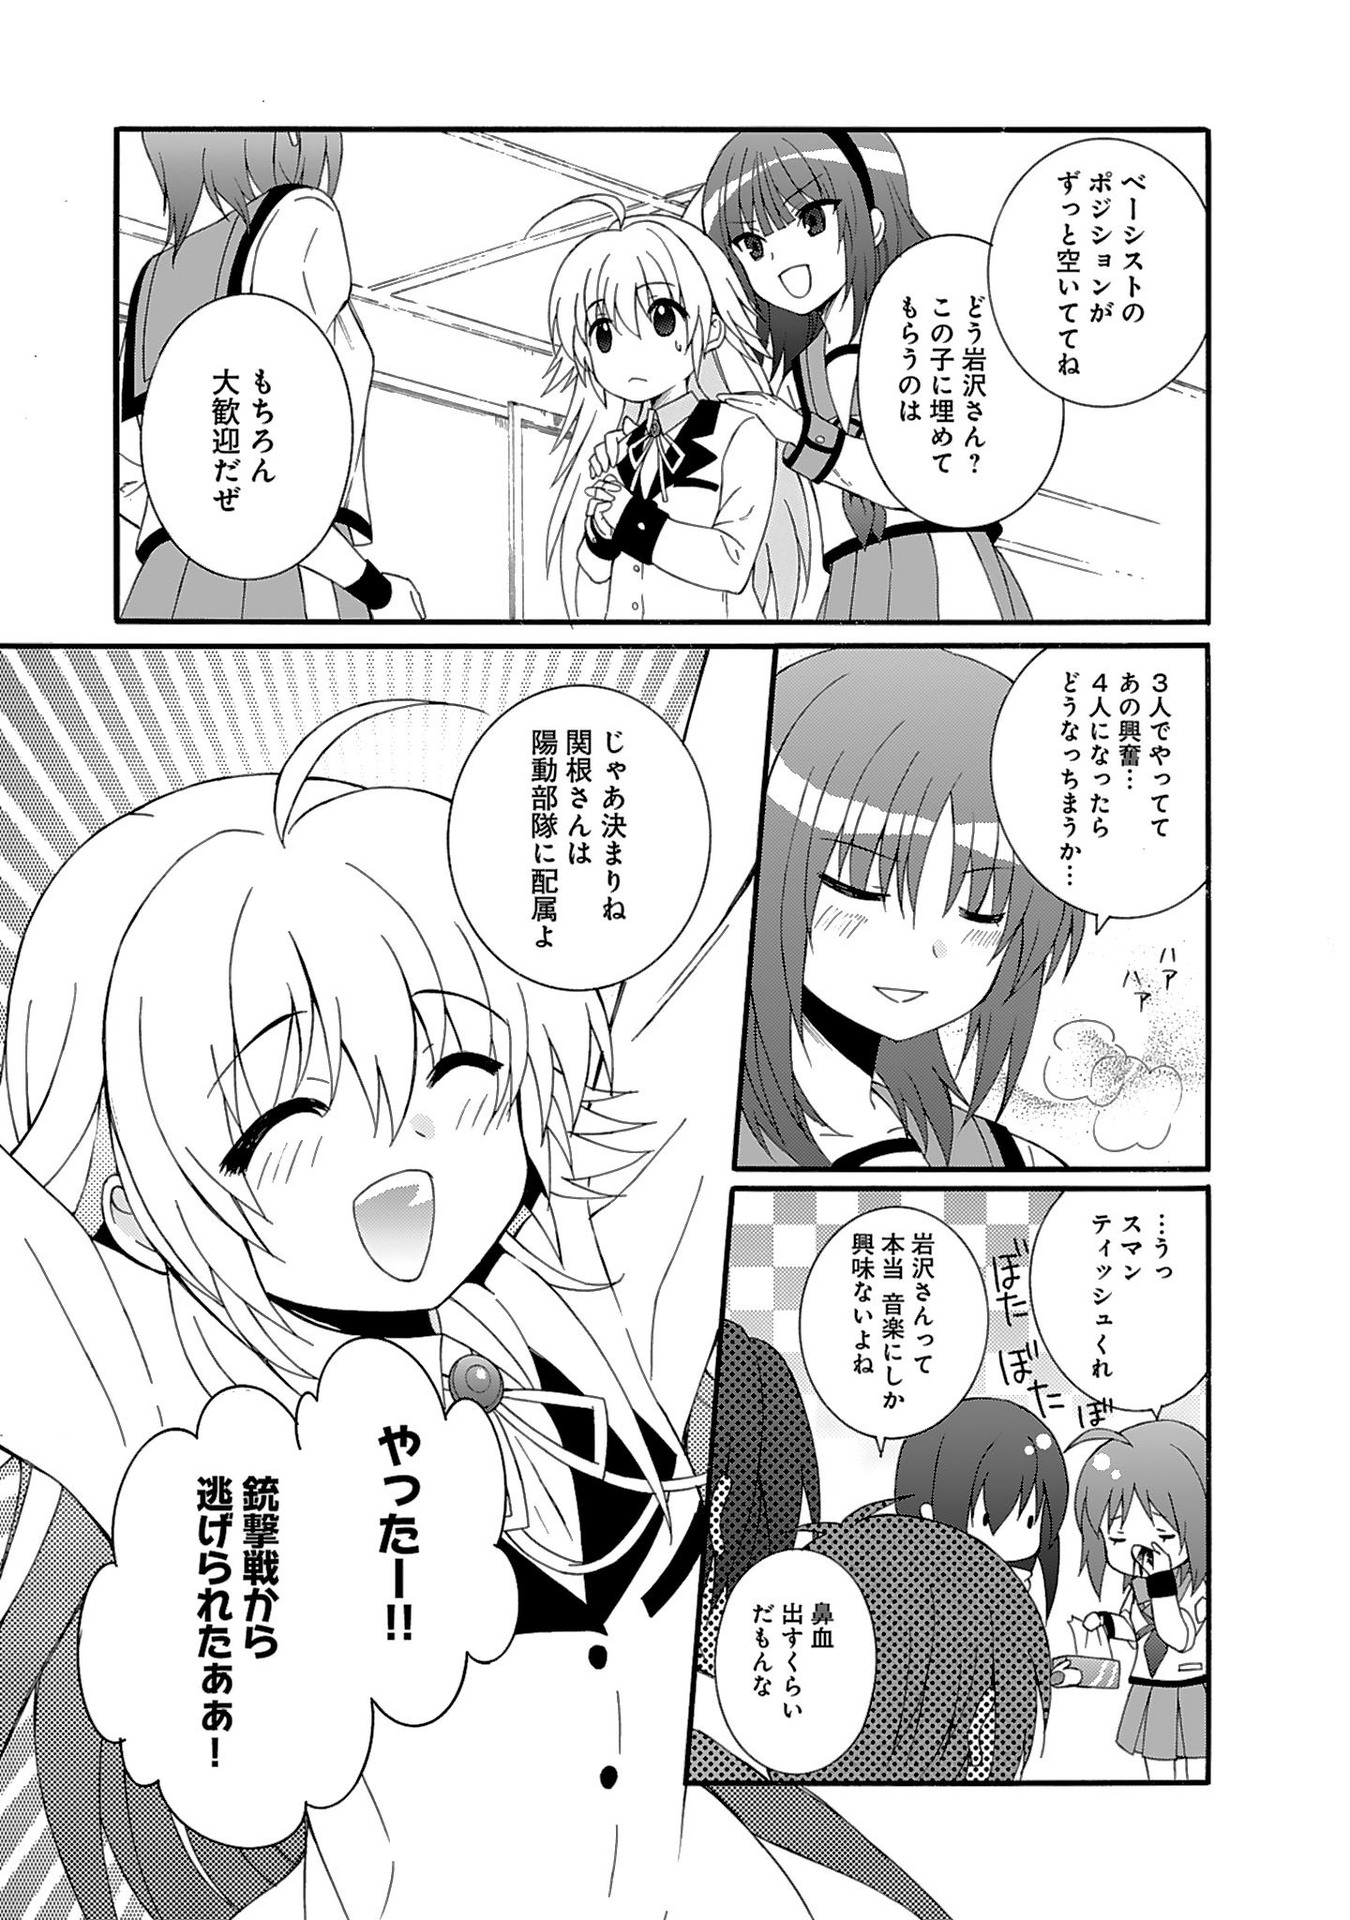 ベーシストの
ポジションが
ずっと空いててね
どう岩沢さん?
この子に埋めて
もらうのは
もちろん
大歓迎だぜ
3人でやってて
あの興奮…
4人になったら
どうなっちまうか…
ハァ
ハァ
…うっ
スマン
ティッシュくれ
ぼた
ぼた
ぼ
岩沢さんって
本当 音楽にしか
興味ないよね
鼻血
出すくらい
だもんな
じゃあ決まりね
関根さんは
陽動部隊に配属よ
やったー!!
銃撃戦から
逃げられたぁぁ!